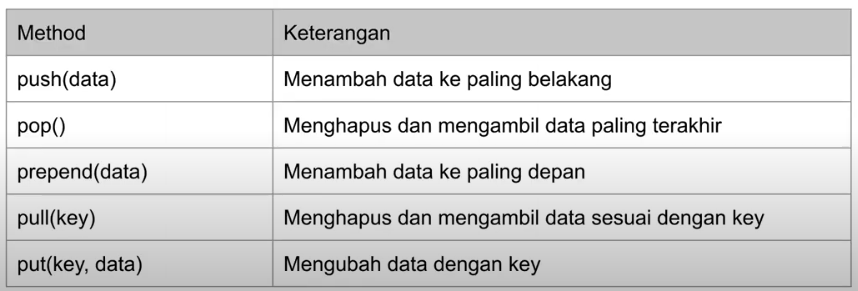 Method Keterangan
push(data) Menambah data ke paling belakang
pop() Menghapus dan mengambil data paling terakhir
prepend(data) Menambah data ke paling depan
pull(key) Menghapus dan mengambil data sesuai dengan key
put(key, data) Mengubah data dengan key